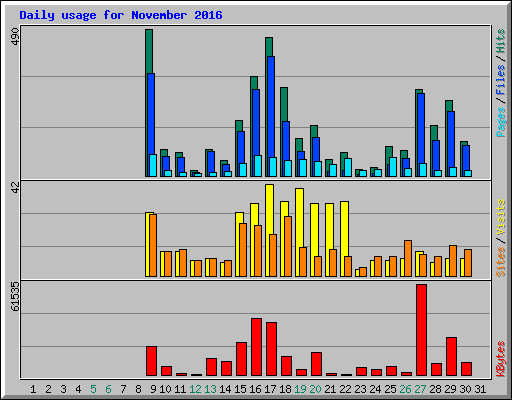 Daily usage for November 2016
490
Pages / Files / Hits
42
Sites / Visits
61535
KBytes
1 2 3 4 5 6 7 8 9 10 11 12 13 14 15 16 17 18 19 20 21 22 23 24 25 26 27 28 29 30 31